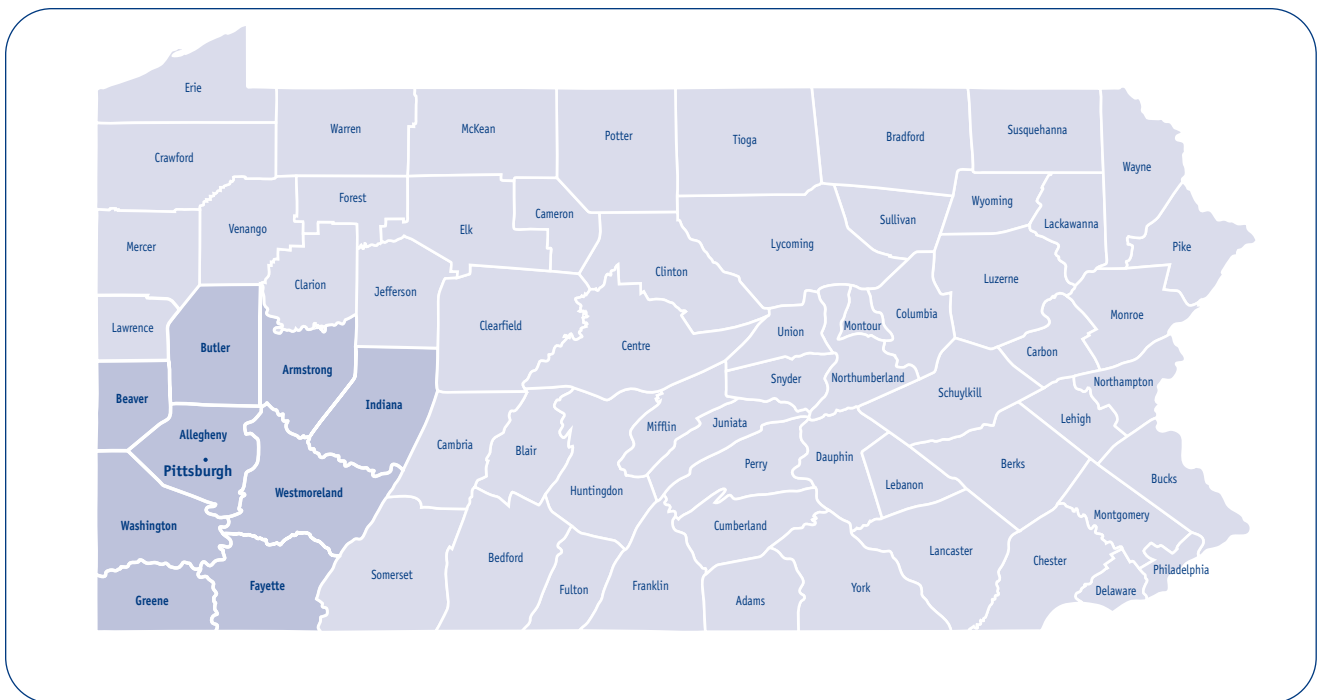 Erie
Warren
McKean
Potter
Tioga
Bradford
Susquehanna
Wayne
Crawford
Forest
Cameron
Elk
Venango
Mercer
Sullivan
Wyoming
Lackawanna
Pike
Lycoming
Clinton
Luzerne
Clarion
Jefferson
Clearfield
Lawrence
Butler
Armstrong
Centre
Union
Montour
Columbia
Monroe
Carbon
Beaver
Indiana
Snyder
Northumberland
Schuylkill
Northampton
Lehigh
Allegheny
Pittsburgh
Cambria
Blair
Mifflin
Juniata
Perry
Dauphin
Lebanon
Berks
Bucks
Westmoreland
Huntingdon
Washington
Cumberland
Montgomery
Lancaster
Chester
Philadelphia
Delaware
Greene
Fayette
Somerset
Bedford
Fulton
Franklin
Adams
York